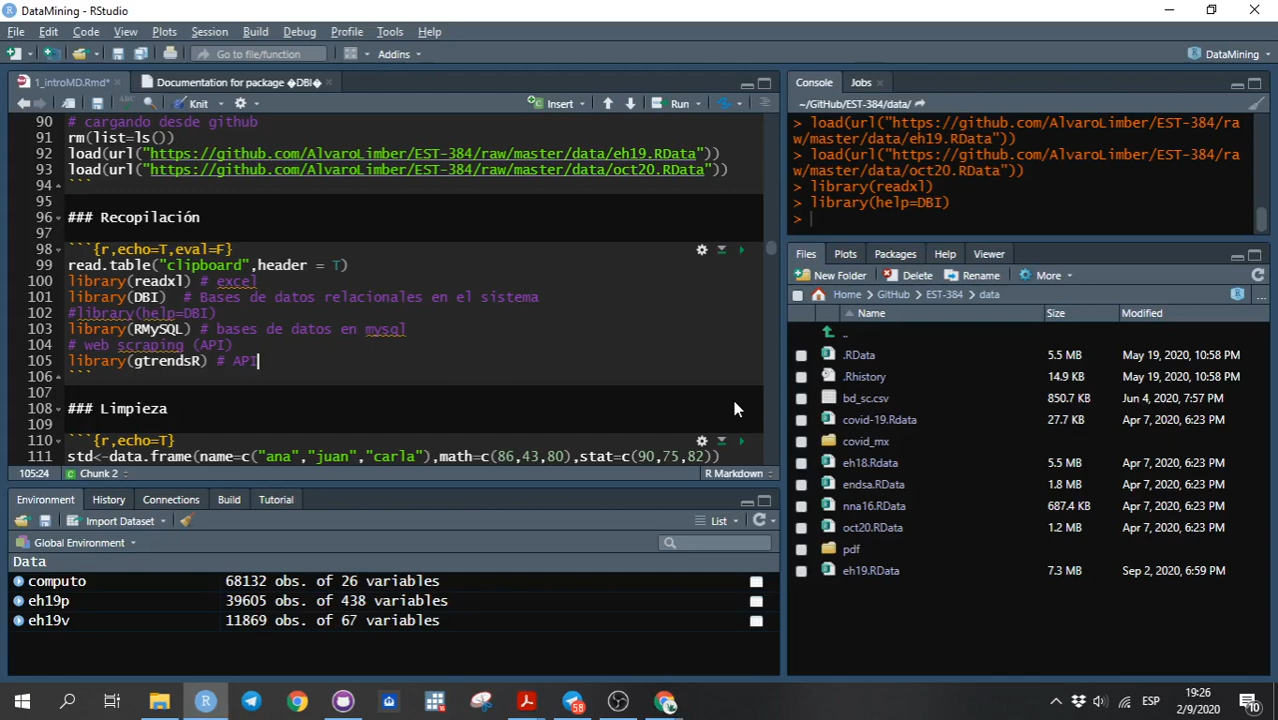 DataMining - RStudio
File Edit Code View Plots Session Build Debug Profile Tools Help
Go to file/function Addins DataMining
1_introMD.Rmd* Documentation for package �DBI�
Knit Insert Run
90 # cargando desde github
91 rm(list=ls())
92 load(url("https://github.com/AlvaroLimber/EST-384/raw/master/data/eh19.RData"))
93 load(url("https://github.com/AlvaroLimber/EST-384/raw/master/data/oct20.RData"))
94 ```
95
96 ### Recopilación
97
98 ```{r,echo=T,eval=F}
99 read.table("clipboard",header = T)
100 library(readxl) # excel
101 library(DBI) # Bases de datos relacionales en el sistema
102 #library(help=DBI)
103 library(RMySQL) # bases de datos en mysql
104 # web scraping (API)
105 library(gtrendsR) # API
106 ```
107
108 ### Limpieza
109
110 ```{r,echo=T}
111 std<-data.frame(name=c("ana","juan","carla"),math=c(86,43,80),stat=c(90,75,82))
105:24 Chunk 2 R Markdown
Environment History Connections Build Tutorial
Import Dataset List
Global Environment
Data
computo 68132 obs. of 26 variables
eh19p 39605 obs. of 438 variables
eh19v 11869 obs. of 67 variables
Console Jobs
~/GitHub/EST-384/data/
> load(url("https://github.com/AlvaroLimber/EST-384/ra
w/master/data/eh19.RData"))
> load(url("https://github.com/AlvaroLimber/EST-384/ra
w/master/data/oct20.RData"))
> library(readxl)
> library(help=DBI)
>
Files Plots Packages Help Viewer
New Folder Delete Rename More
Home GitHub EST-384 data ...
Name Size Modified
..
.RData 5.5 MB May 19, 2020, 10:58 PM
.Rhistory 14.9 KB May 19, 2020, 10:58 PM
bd_sc.csv 850.7 KB Jun 4, 2020, 7:57 PM
covid-19.Rdata 27.7 KB Apr 7, 2020, 6:23 PM
covid_mx
eh18.Rdata 5.5 MB Apr 7, 2020, 6:23 PM
endsa.RData 1.8 MB Apr 7, 2020, 6:23 PM
nna16.RData 687.4 KB Apr 7, 2020, 6:23 PM
oct20.RData 1.2 MB Apr 7, 2020, 6:23 PM
pdf
eh19.RData 7.3 MB Sep 2, 2020, 6:59 PM
58
ESP
19:26
2/9/2020
10